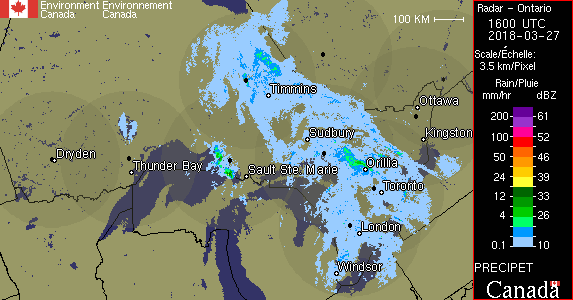 Environment Environnement
Canada Canada
100 KM
Timmins
Ottawa
Sudbury
Kingston
Dryden
Thunder Bay
Sault Ste. Marie
Orillia
Toronto
London
Windsor
Radar - Ontario
1600 UTC
2018-03-27
Scale/Échelle:
3.5 km/Pixel
Rain/Pluie
mm/hr dBZ
200 61
100 52
50 46
24 39
12 33
4 26
0.1 10
PRECIPET
Canada